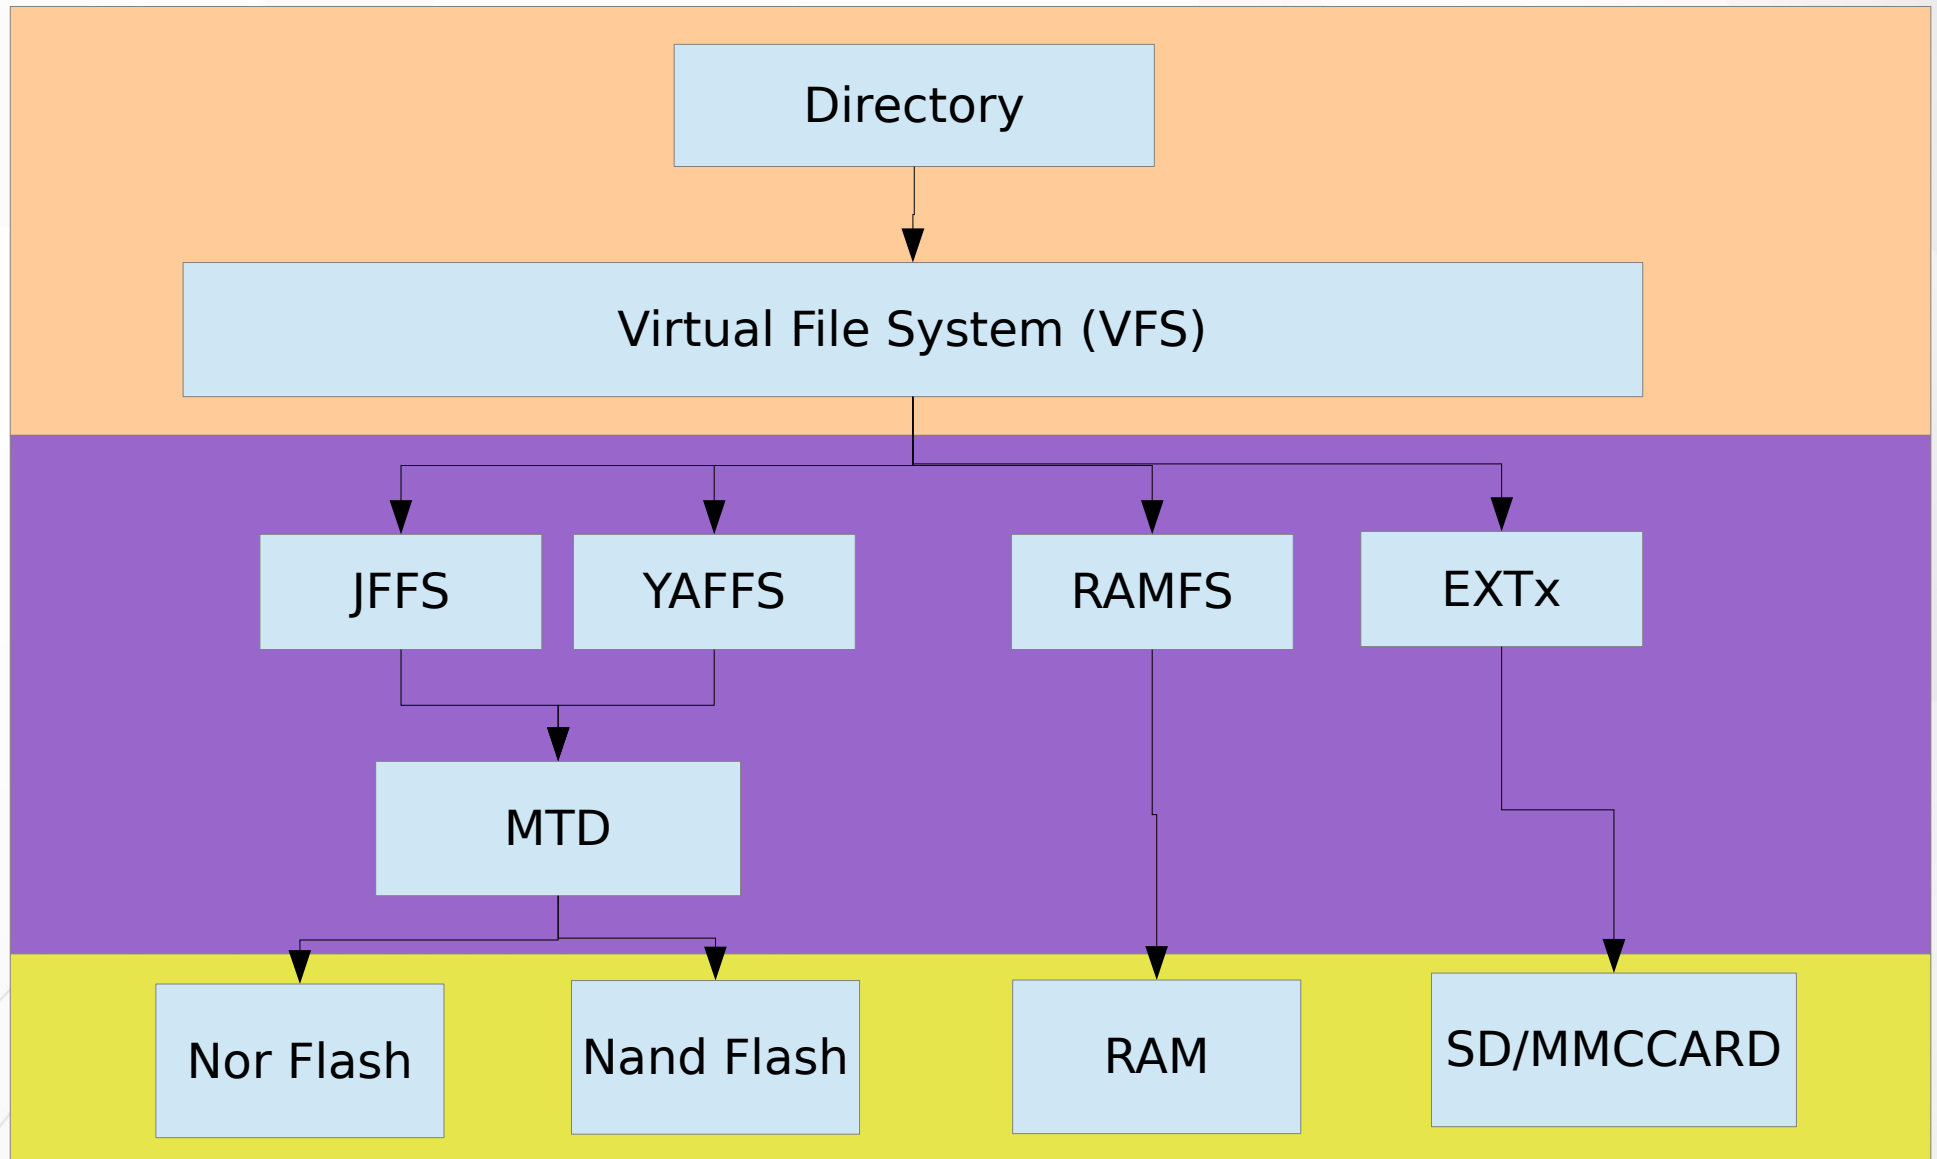 Directory
Virtual File System (VFS)
JFFS
YAFFS
RAMFS
EXTx
MTD
Nor Flash
Nand Flash
RAM
SD/MMCCARD